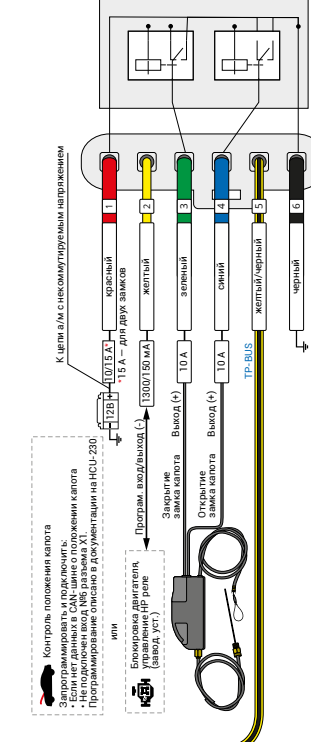 К цепи а/м с некоммутируемым напряжением
1
красный
10/15 А*
*15 А — для двух замков
12В +
2
желтый
1300/150 мА
Програм. вход/выход (-)
3
зеленый
10 А
Выход (+)
Закрытие
замка капота
4
синий
10 А
Выход (+)
Открытие
замка капота
5
желтый/черный
TP-BUS
6
черный
Контроль положения капота
Запрограммировать и подключить:
• Если нет данных в CAN-шине о положении капота
• Не подключен вход №6 разъема X1.
Программирование описано в документации на HCU-230.
или
Блокировка двигателя,
управление HP реле
(завод. уст.)